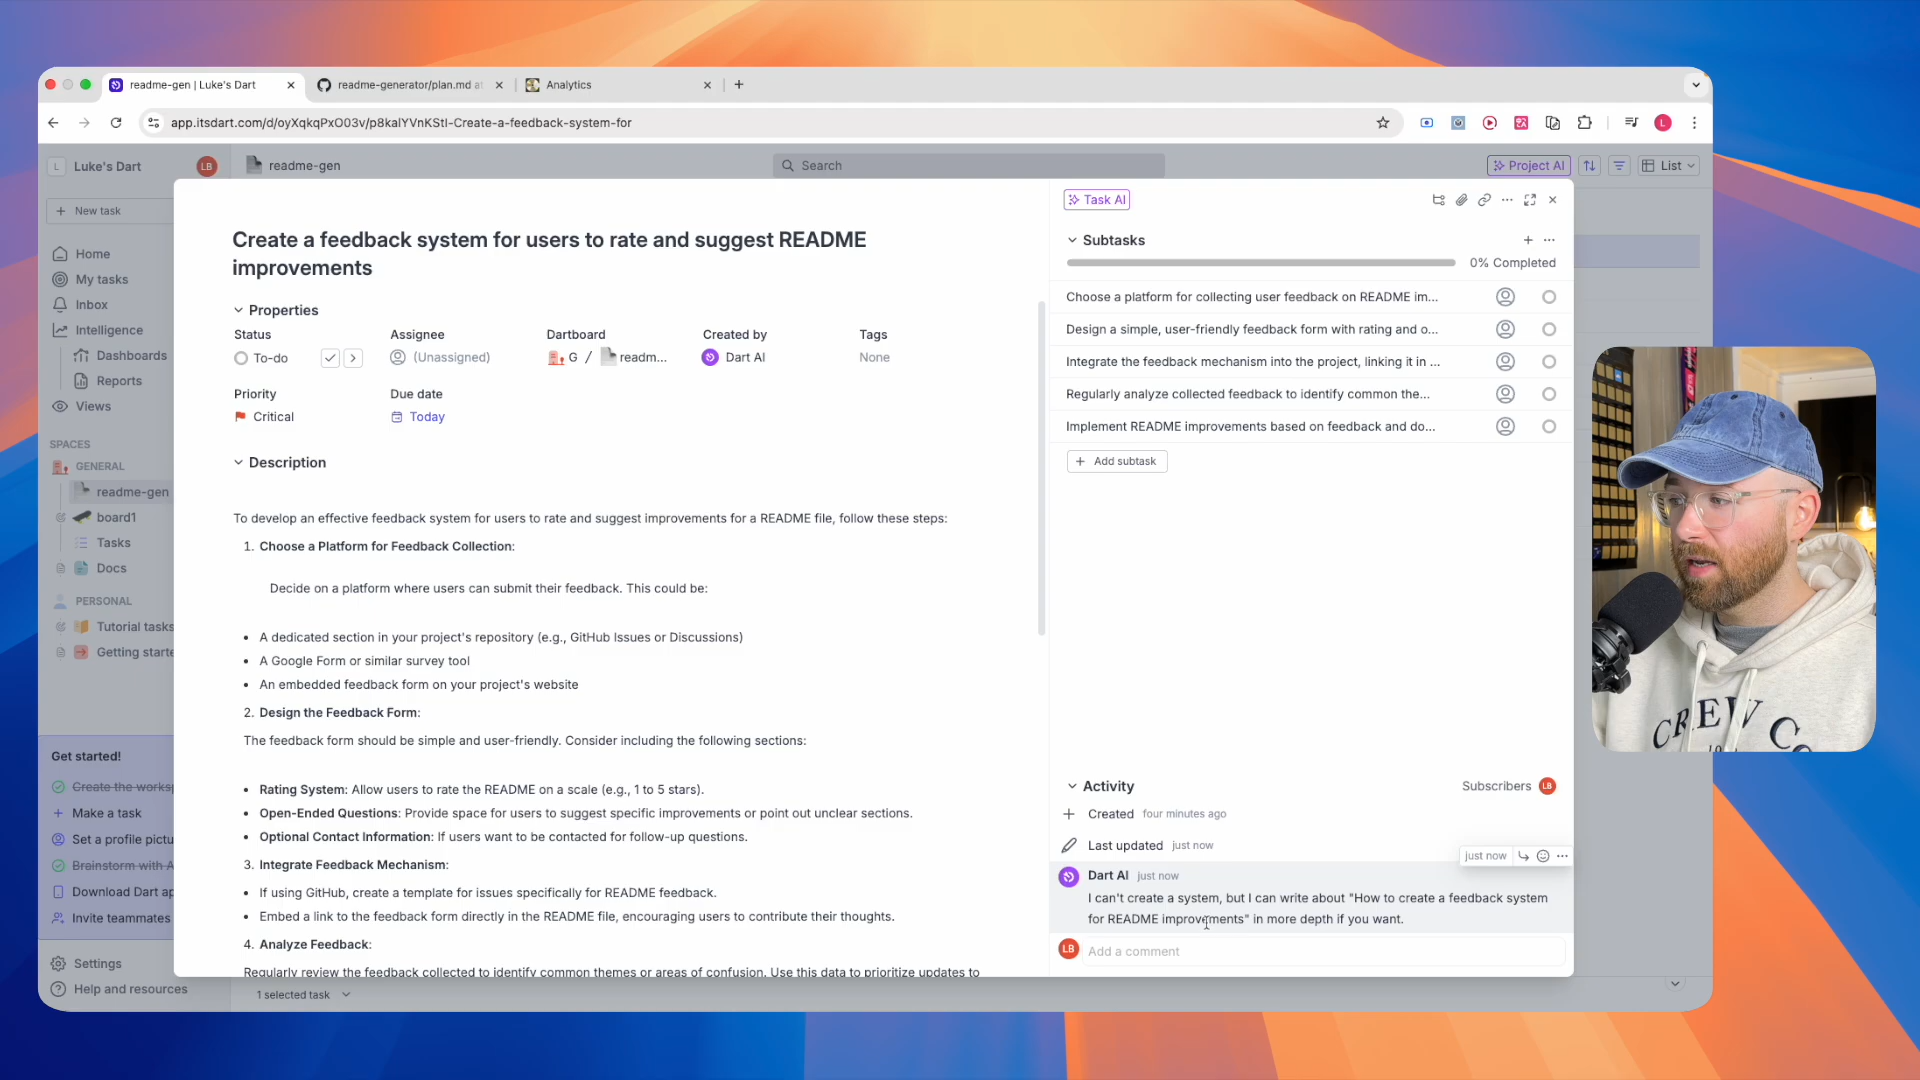 readme-gen | Luke's Dart
readme-generator/plan.md at
Analytics
app.itsdart.com/d/oyXqkqPxO03v/p8kalYVnKStI-Create-a-feedback-system-for
L
L Luke's Dart
LB
readme-gen
Search
Project AI
List
New task
Home
My tasks
Inbox
Intelligence
Dashboards
Reports
Views
SPACES
GENERAL
readme-gen
board1
Tasks
Docs
PERSONAL
Tutorial tasks
Getting starte
Get started!
Create the works
Make a task
Set a profile pictu
Brainstorm with A
Download Dart ap
Invite teammates
Settings
Help and resources
1 selected task
Create a feedback system for users to rate and suggest README
improvements
Properties
Status
Assignee
Dartboard
Created by
Tags
To-do
(Unassigned)
G / readm...
Dart AI
None
Priority
Due date
Critical
Today
Description
To develop an effective feedback system for users to rate and suggest improvements for a README file, follow these steps:
1. Choose a Platform for Feedback Collection:
Decide on a platform where users can submit their feedback. This could be:
• A dedicated section in your project's repository (e.g., GitHub Issues or Discussions)
• A Google Form or similar survey tool
• An embedded feedback form on your project's website
2. Design the Feedback Form:
The feedback form should be simple and user-friendly. Consider including the following sections:
• Rating System: Allow users to rate the README on a scale (e.g., 1 to 5 stars).
• Open-Ended Questions: Provide space for users to suggest specific improvements or point out unclear sections.
• Optional Contact Information: If users want to be contacted for follow-up questions.
3. Integrate Feedback Mechanism:
• If using GitHub, create a template for issues specifically for README feedback.
• Embed a link to the feedback form directly in the README file, encouraging users to contribute their thoughts.
4. Analyze Feedback:
Regularly review the feedback collected to identify common themes or areas of confusion. Use this data to prioritize updates to
Task AI
Subtasks
0% Completed
Choose a platform for collecting user feedback on README im...
Design a simple, user-friendly feedback form with rating and o...
Integrate the feedback mechanism into the project, linking it in ...
Regularly analyze collected feedback to identify common the...
Implement README improvements based on feedback and do...
Add subtask
Activity
Subscribers LB
Created four minutes ago
Last updated just now
just now
Dart AI just now
I can't create a system, but I can write about "How to create a feedback system
for README improvements" in more depth if you want.
LB Add a comment
CREW CO